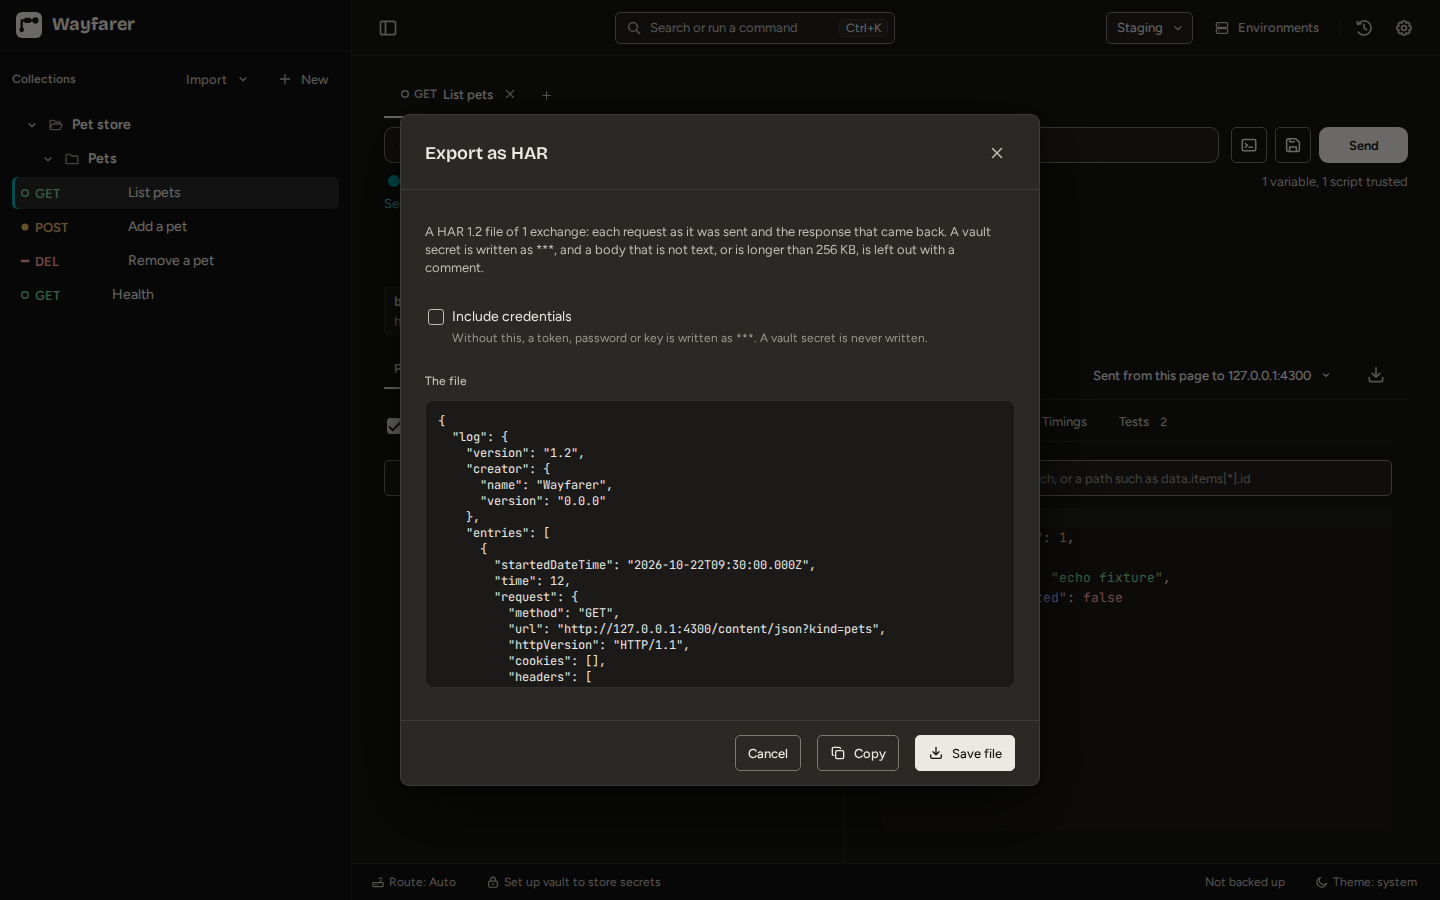 Wayfarer
Search or run a command
Ctrl+K
Staging
Environments
Collections
Import
New
GET List pets
Pet store
Pets
GET List pets
POST Add a pet
DEL Remove a pet
GET Health
Send
1 variable, 1 script trusted
Export as HAR
A HAR 1.2 file of 1 exchange: each request as it was sent and the response that came back. A vault
secret is written as ***, and a body that is not text, or is longer than 256 KB, is left out with a
comment.
Include credentials
Without this, a token, password or key is written as ***. A vault secret is never written.
The file
{
"log": {
"version": "1.2",
"creator": {
"name": "Wayfarer",
"version": "0.0.0"
},
"entries": [
{
"startedDateTime": "2026-10-22T09:30:00.000Z",
"time": 12,
"request": {
"method": "GET",
"url": "http://127.0.0.1:4300/content/json?kind=pets",
"httpVersion": "HTTP/1.1",
"cookies": [],
"headers": [
Cancel
Copy
Save file
Sent from this page to 127.0.0.1:4300
Timings
Tests 2
, or a path such as data.items[*].id
": 1,
"echo fixture",
": false
Route: Auto
Set up vault to store secrets
Not backed up
Theme: system